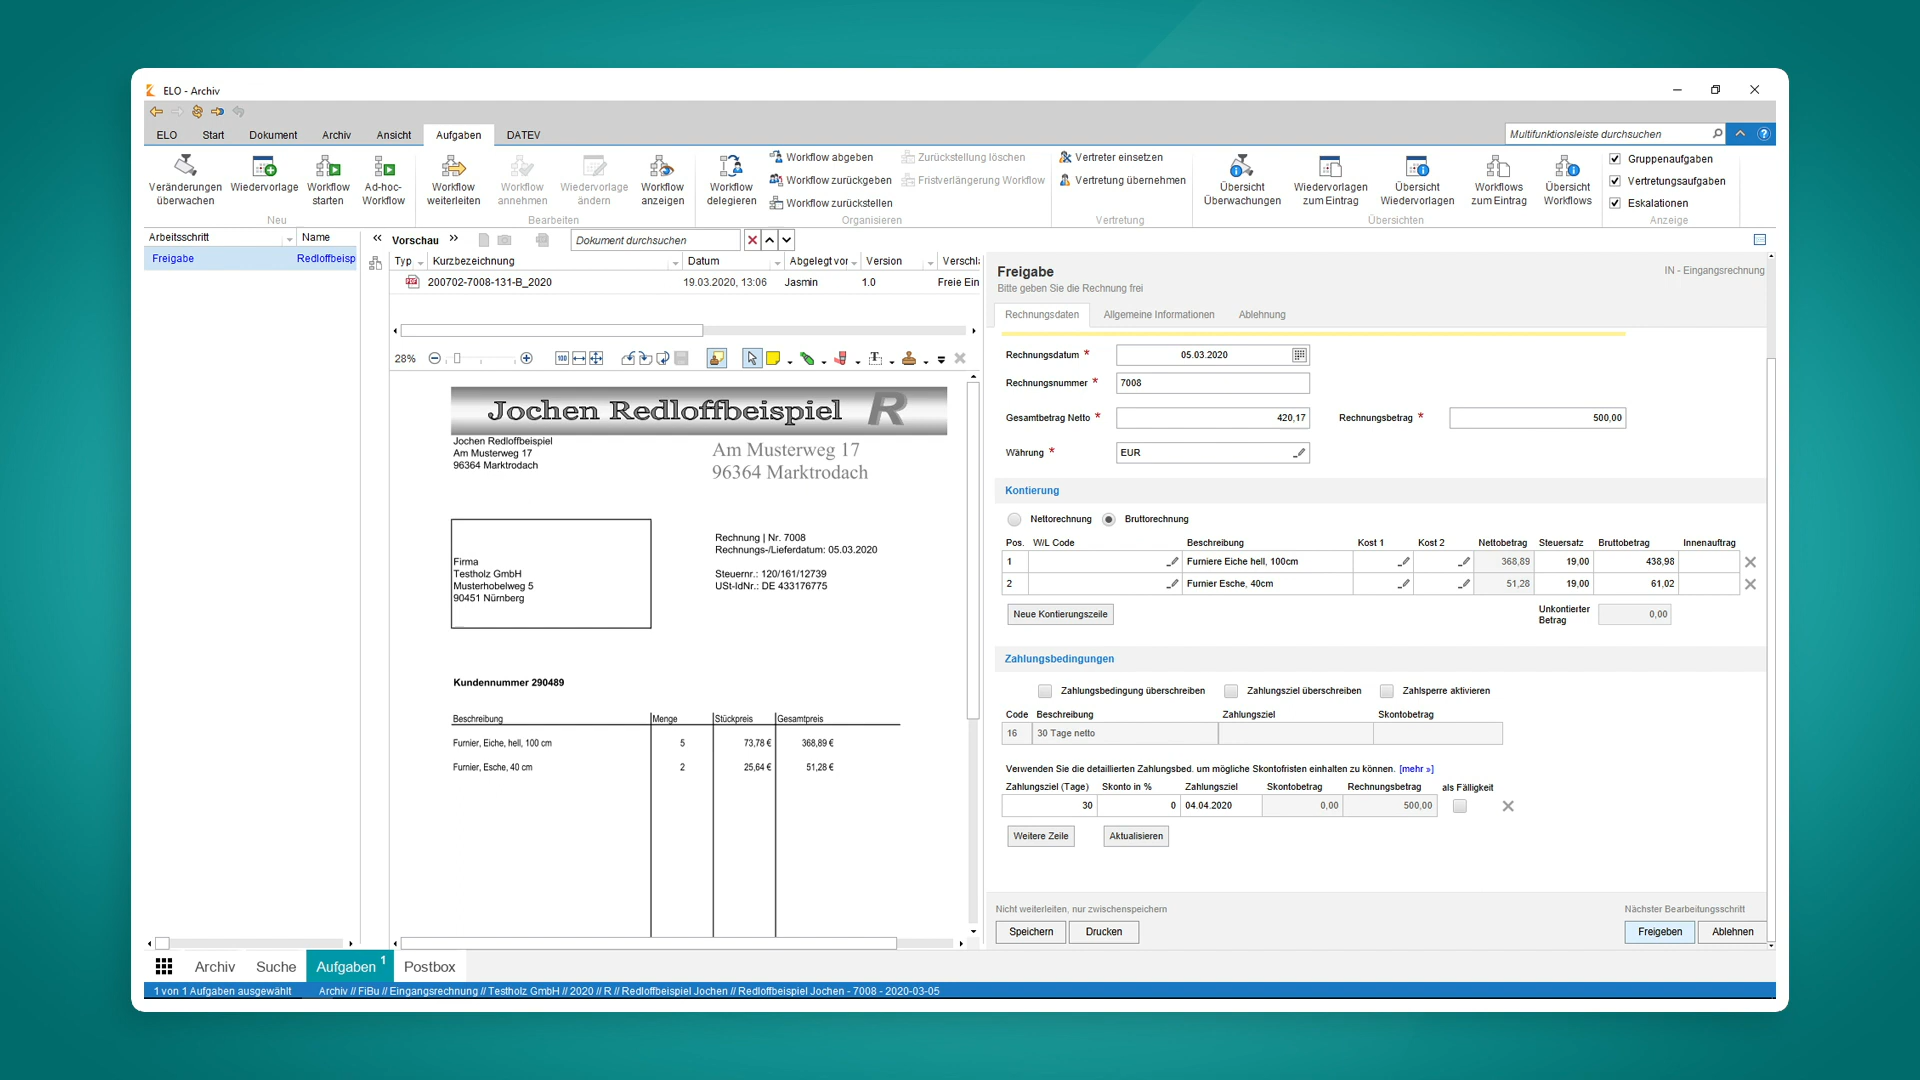 ELO - Archiv
ELO Start Dokument Archiv Ansicht Aufgaben DATEV
Multifunktionsleiste durchsuchen
Veränderungen überwachen
Wiedervorlage
Workflow starten
Ad-hoc-Workflow
Neu
Workflow weiterleiten
Workflow annehmen
Wiedervorlage ändern
Workflow anzeigen
Bearbeiten
Workflow delegieren
Workflow abgeben
Workflow zurückgeben
Workflow zurückstellen
Zurückstellung löschen
Fristverlängerung Workflow
Organisieren
Vertreter einsetzen
Vertretung übernehmen
Vertretung
Übersicht Überwachungen
Wiedervorlagen zum Eintrag
Übersicht Wiedervorlagen
Workflows zum Eintrag
Übersicht Workflows
Übersichten
Gruppenaufgaben
Vertretungsaufgaben
Eskalationen
Anzeige
Arbeitsschritt Name
Freigabe Redloffbeisp
Vorschau
Dokument durchsuchen
Typ Kurzbezeichnung Datum Abgelegt vor Version Verschl
200702-7008-131-B_2020 19.03.2020, 13:06 Jasmin 1.0 Freie Ein
28%
Jochen Redloffbeispiel R
Jochen Redloffbeispiel
Am Musterweg 17
96364 Marktrodach
Am Musterweg 17
96364 Marktrodach
Firma
Testholz GmbH
Musterhobelweg 5
90451 Nürnberg
Rechnung | Nr. 7008
Rechnungs-/Lieferdatum: 05.03.2020
Steuernr.: 120/161/12739
USt-IdNr.: DE 433176775
Kundennummer 290489
Beschreibung Menge Stückpreis Gesamtpreis
Furnier, Eiche, hell, 100 cm 5 73,78 € 368,89 €
Furnier, Esche, 40 cm 2 25,64 € 51,28 €
Freigabe
IN - Eingangsrechnung
Bitte geben Sie die Rechnung frei
Rechnungsdaten Allgemeine Informationen Ablehnung
Rechnungsdatum * 05.03.2020
Rechnungsnummer * 7008
Gesamtbetrag Netto * 420,17 Rechnungsbetrag * 500,00
Währung * EUR
Kontierung
Nettorechnung Bruttorechnung
Pos. W/L Code Beschreibung Kost 1 Kost 2 Nettobetrag Steuersatz Bruttobetrag Innenauftrag
1 Furniere Eiche hell, 100cm 368,89 19,00 438,98
2 Furnier Esche, 40cm 51,28 19,00 61,02
Neue Kontierungszeile
Unkontierter Betrag 0,00
Zahlungsbedingungen
Zahlungsbedingung überschreiben Zahlungsziel überschreiben Zahlsperre aktivieren
Code Beschreibung Zahlungsziel Skontobetrag
16 30 Tage netto
Verwenden Sie die detaillierten Zahlungsbed. um mögliche Skontofristen einhalten zu können. [mehr »]
Zahlungsziel (Tage) Skonto in % Zahlungsziel Skontobetrag Rechnungsbetrag als Fälligkeit
30 0 04.04.2020 0,00 500,00
Weitere Zeile Aktualisieren
Nicht weiterleiten, nur zwischenspeichern
Nächster Bearbeitungsschritt
Speichern Drucken Freigeben Ablehnen
Archiv Suche Aufgaben 1 Postbox
1 von 1 Aufgaben ausgewählt Archiv // FiBu // Eingangsrechnung // Testholz GmbH // 2020 // R // Redloffbeispiel Jochen // Redloffbeispiel Jochen - 7008 - 2020-03-05